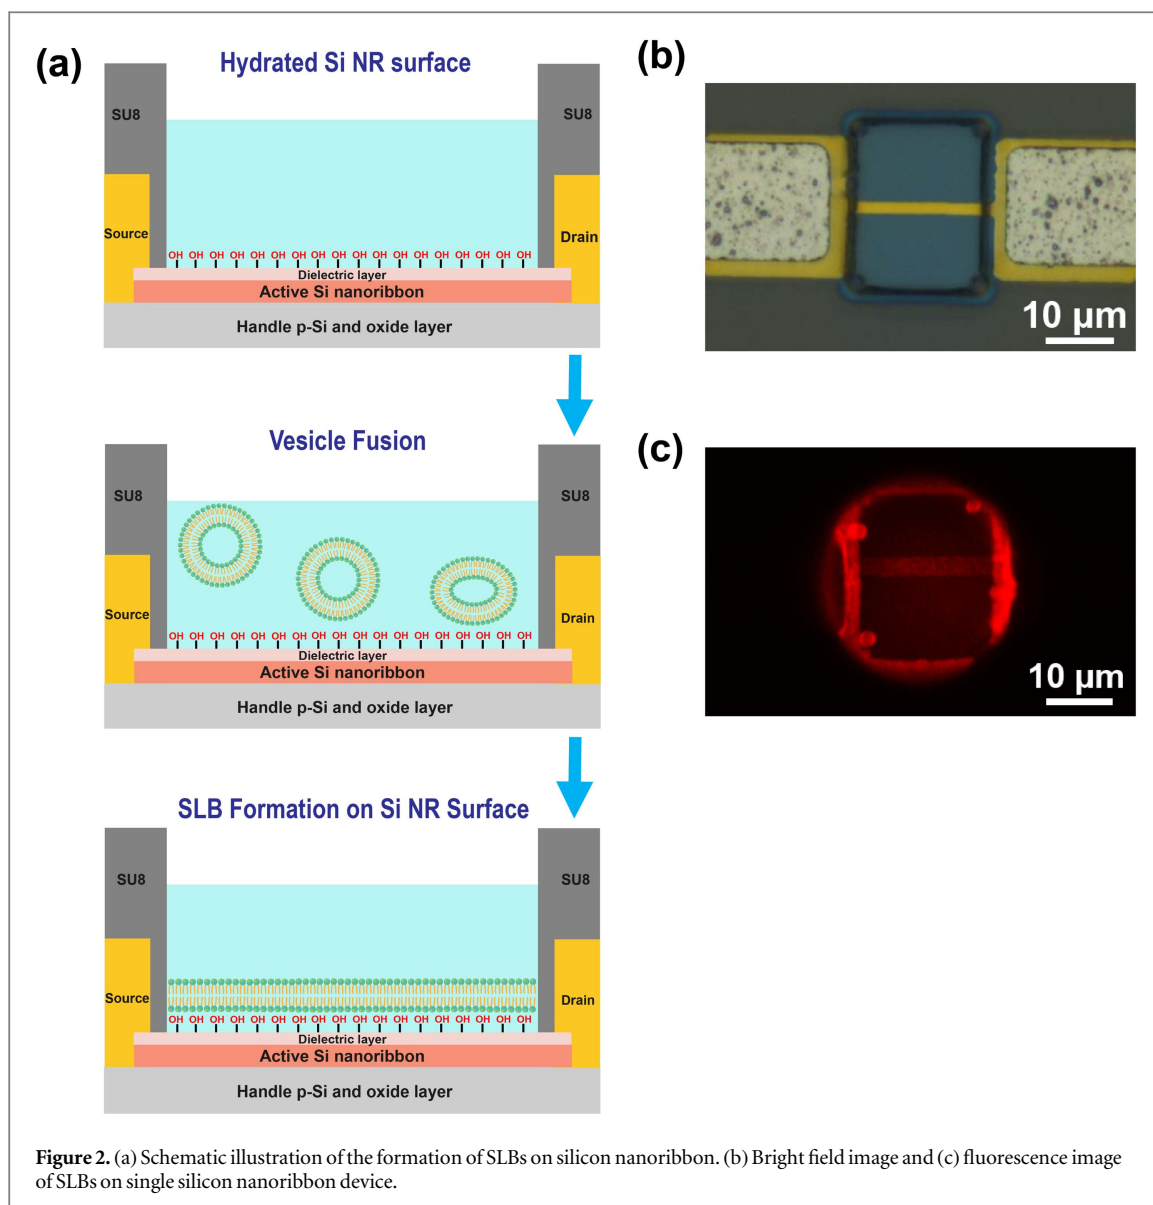 (a)
Hydrated Si NR surface
SU8
SU8
Source
Drain
OH OH OH OH OH OH OH OH OH OH OH OH OH OH OH OH OH OH
Dielectric layer
Active Si nanoribbon
Handle p-Si and oxide layer
Vesicle Fusion
SU8
SU8
Source
Drain
OH OH OH OH OH OH OH OH OH OH OH OH OH OH OH OH OH OH
Dielectric layer
Active Si nanoribbon
Handle p-Si and oxide layer
SLB Formation on Si NR Surface
SU8
SU8
Source
Drain
OH OH OH OH OH OH OH OH OH OH OH OH OH OH OH OH OH OH
Dielectric layer
Active Si nanoribbon
Handle p-Si and oxide layer
(b)
10 µm
(c)
10 µm
Figure 2. (a) Schematic illustration of the formation of SLBs on silicon nanoribbon. (b) Bright field image and (c) fluorescence image
of SLBs on single silicon nanoribbon device.